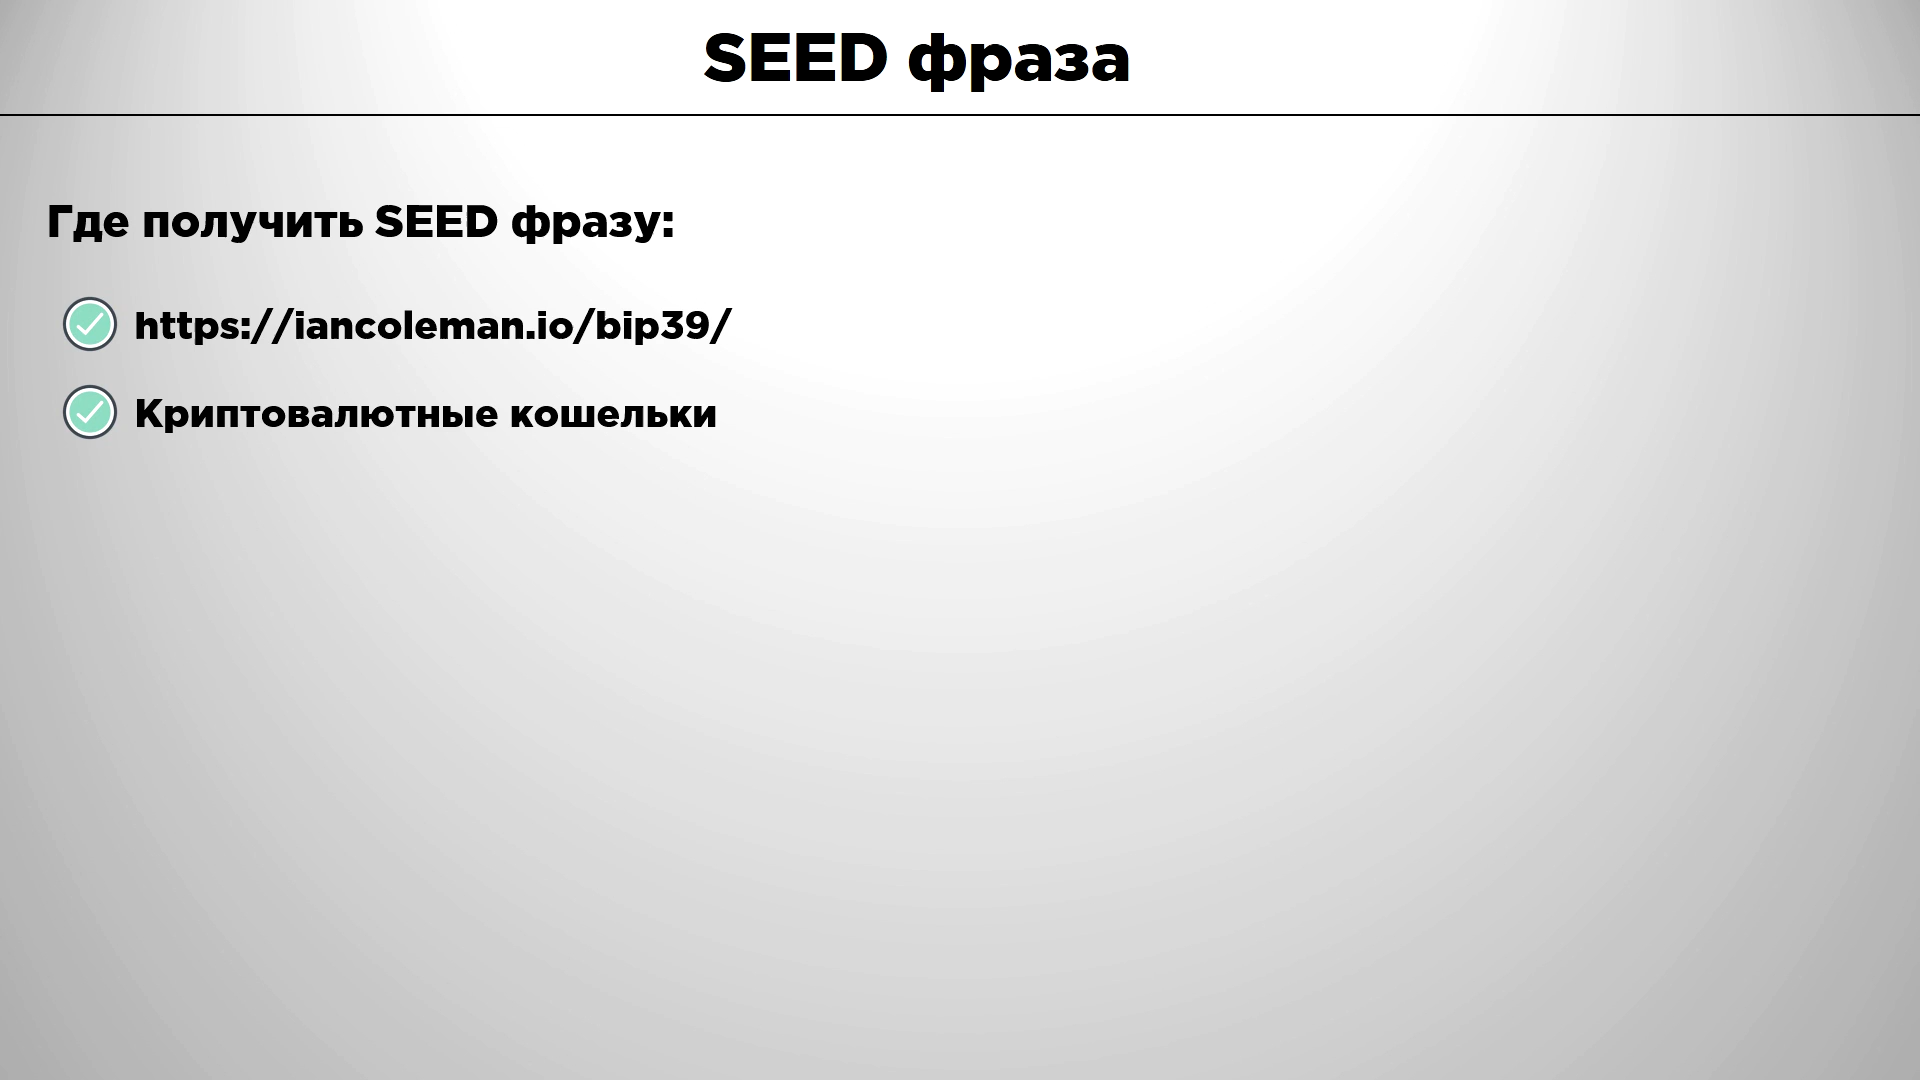 SEED фраза
Где получить SEED фразу:
https://iancoleman.io/bip39/
Криптовалютные кошельки